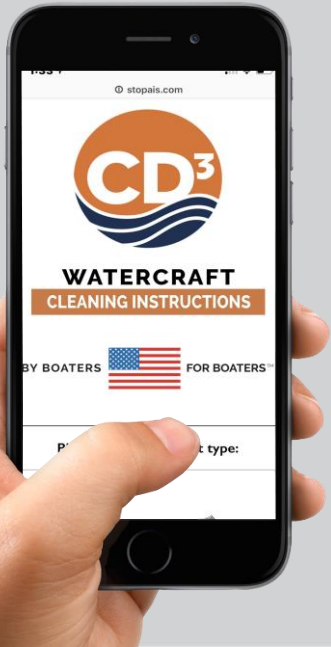 stopais.com
CD³
WATERCRAFT
CLEANING INSTRUCTIONS
BY BOATERS FOR BOATERS™
t type: